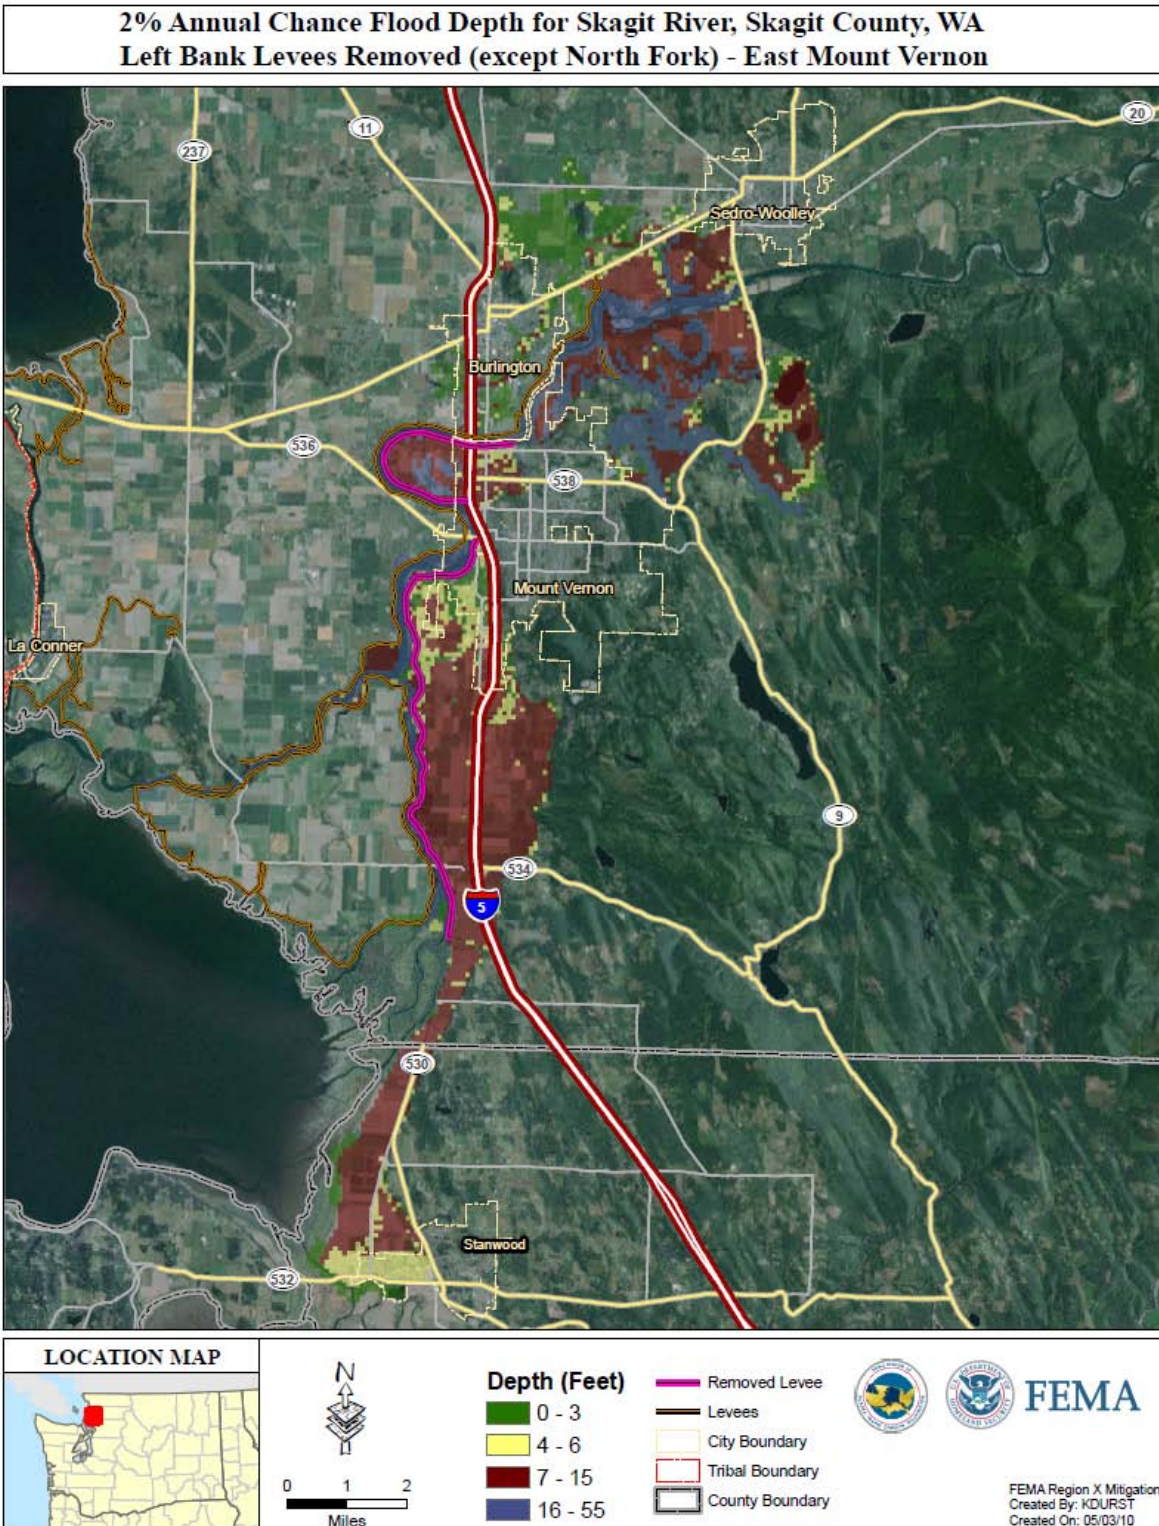 2% Annual Chance Flood Depth for Skagit River, Skagit County, WA
Left Bank Levees Removed (except North Fork) - East Mount Vernon
11
20
237
Sedro-Woolley
Burlington
536
538
Mount Vernon
La Conner
9
534
5
530
Stanwood
532
LOCATION MAP
N
0 1 2
Miles
Depth (Feet)
0 - 3
4 - 6
7 - 15
16 - 55
Removed Levee
Levees
City Boundary
Tribal Boundary
County Boundary
FEMA
FEMA Region X Mitigation
Created By: KDURST
Created On: 05/03/10